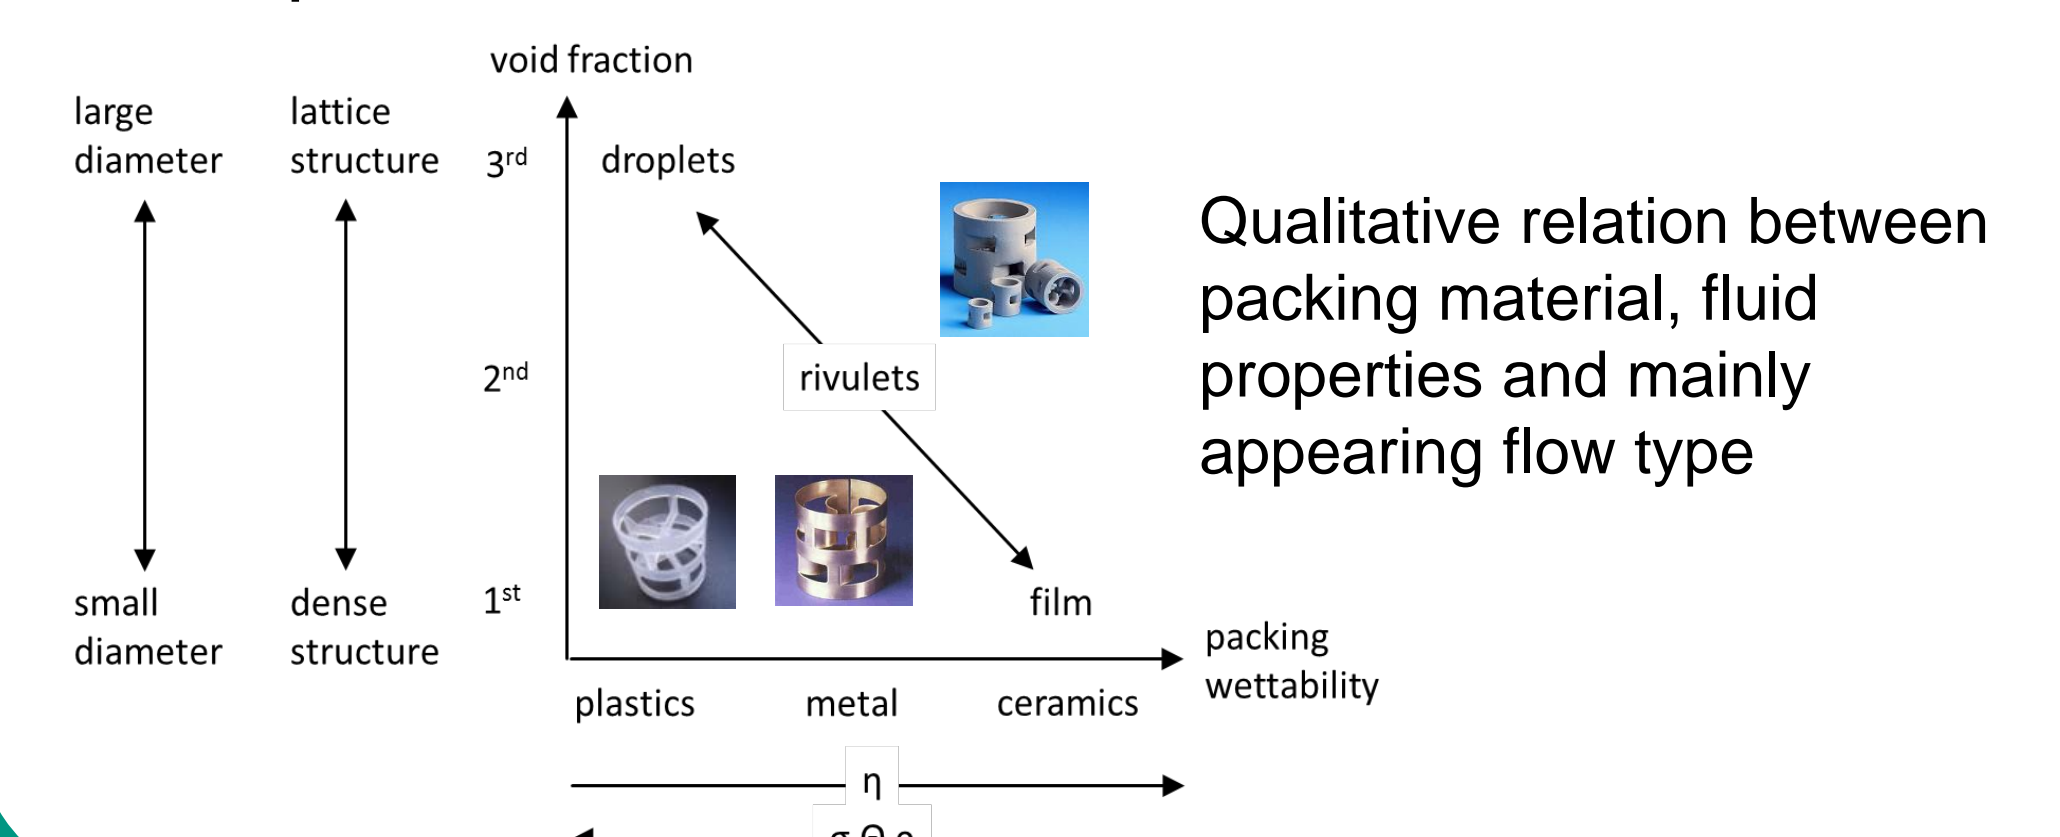 void fraction
large
diameter
lattice
structure
3rd
droplets
Qualitative relation between
packing material, fluid
properties and mainly
appearing flow type
2nd
rivulets
small
diameter
dense
structure
1st
film
packing
wettability
plastics
metal
ceramics
η